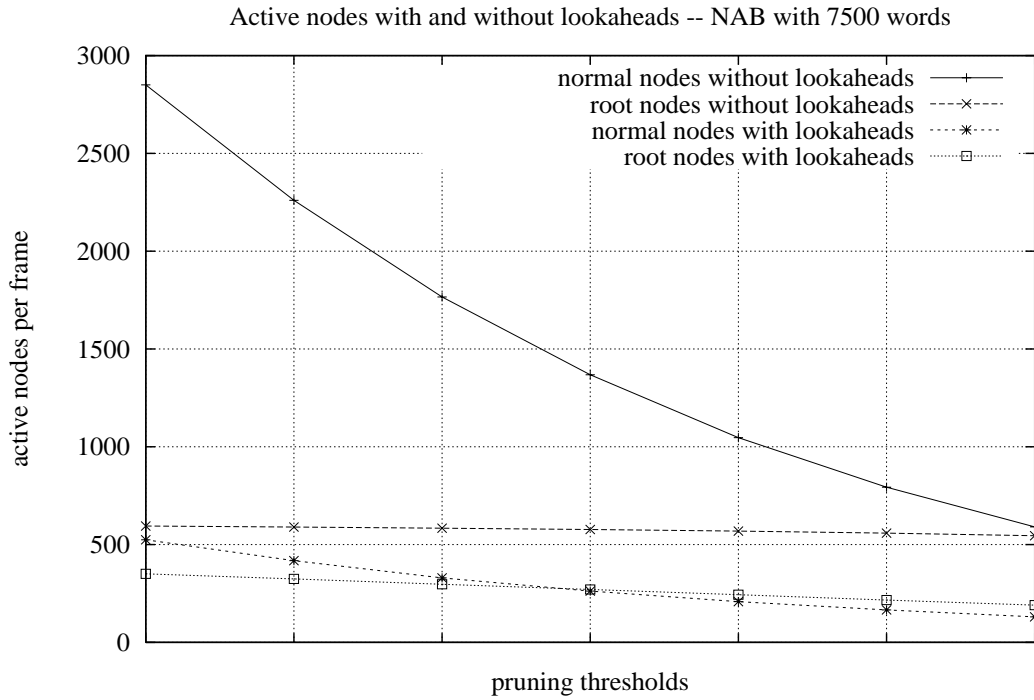 Active nodes with and without lookaheads -- NAB with 7500 words
3000
2500
2000
1500
1000
500
0
active nodes per frame
pruning thresholds
normal nodes without lookaheads
root nodes without lookaheads
normal nodes with lookaheads
root nodes with lookaheads